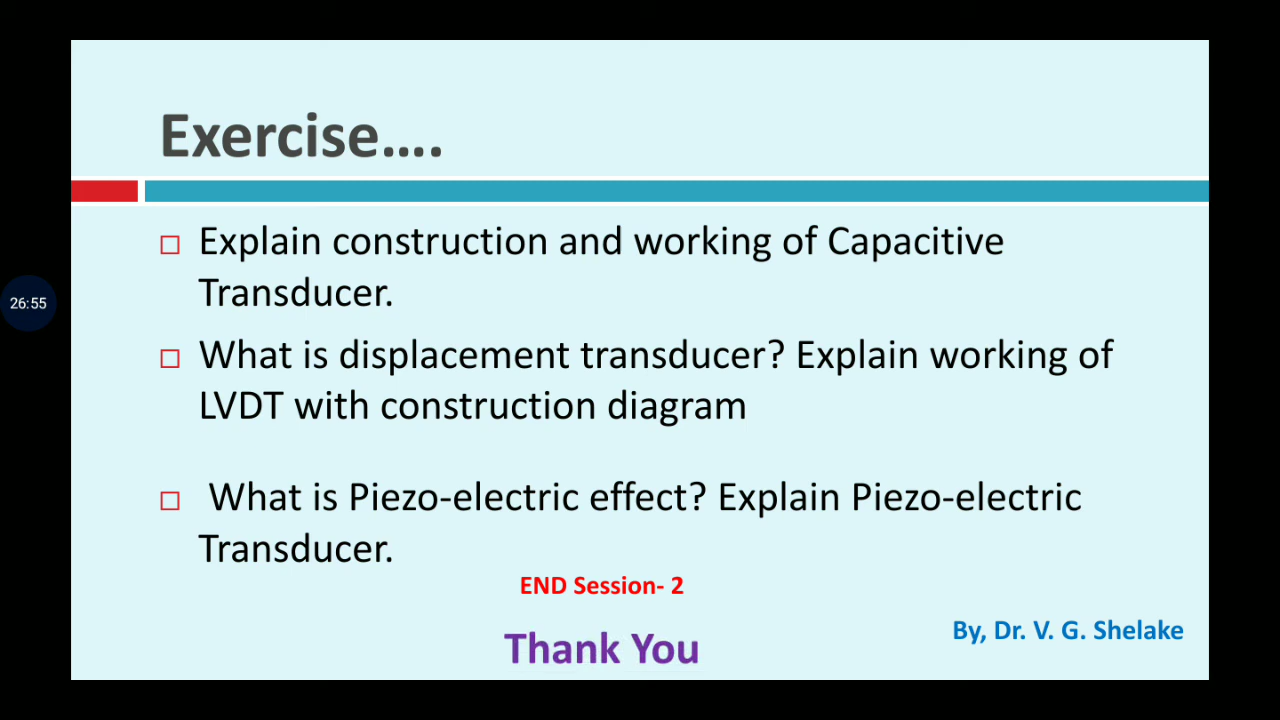 Exercise....
Explain construction and working of Capacitive
Transducer.
26:55
What is displacement transducer? Explain working of
LVDT with construction diagram
What is Piezo-electric effect? Explain Piezo-electric
Transducer.
END Session- 2
By, Dr. V. G. Shelake
Thank You